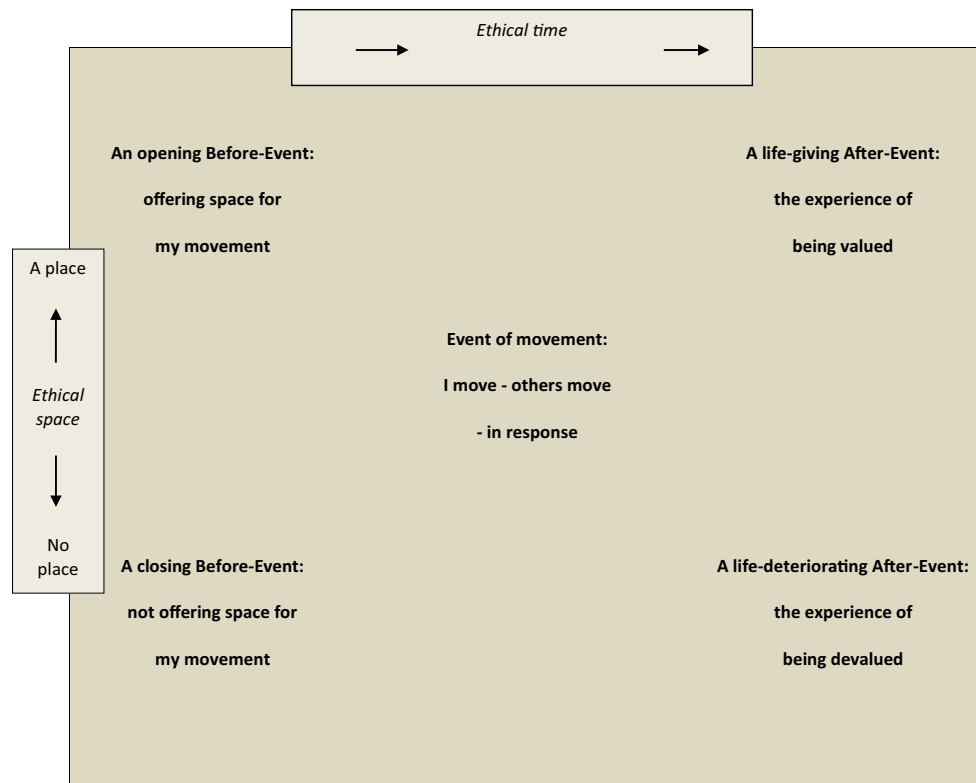 Ethical time
An opening Before-Event:
offering space for
my movement
A life-giving After-Event:
the experience of
being valued
A place
Ethical
space
No
place
Event of movement:
I move - others move
- in response
A closing Before-Event:
not offering space for
my movement
A life-deteriorating After-Event:
the experience of
being devalued